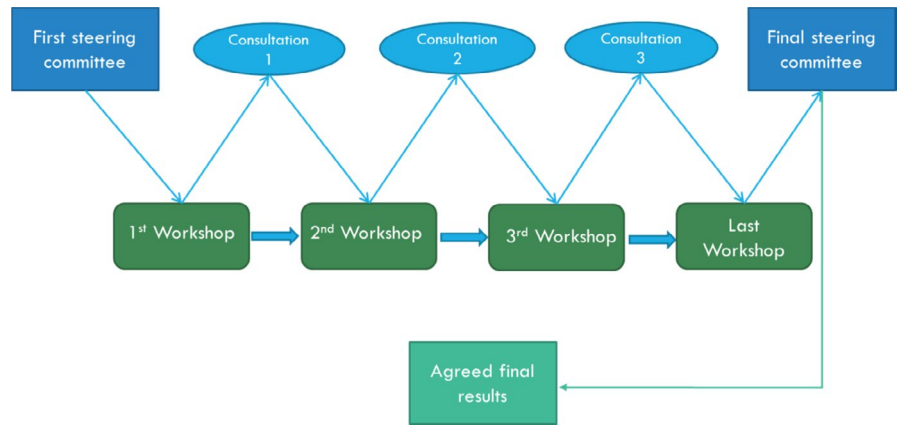 First steering
committee
Consultation
1
Consultation
2
Consultation
3
Final steering
committee
1st Workshop
2nd Workshop
3rd Workshop
Last
Workshop
Agreed final
results